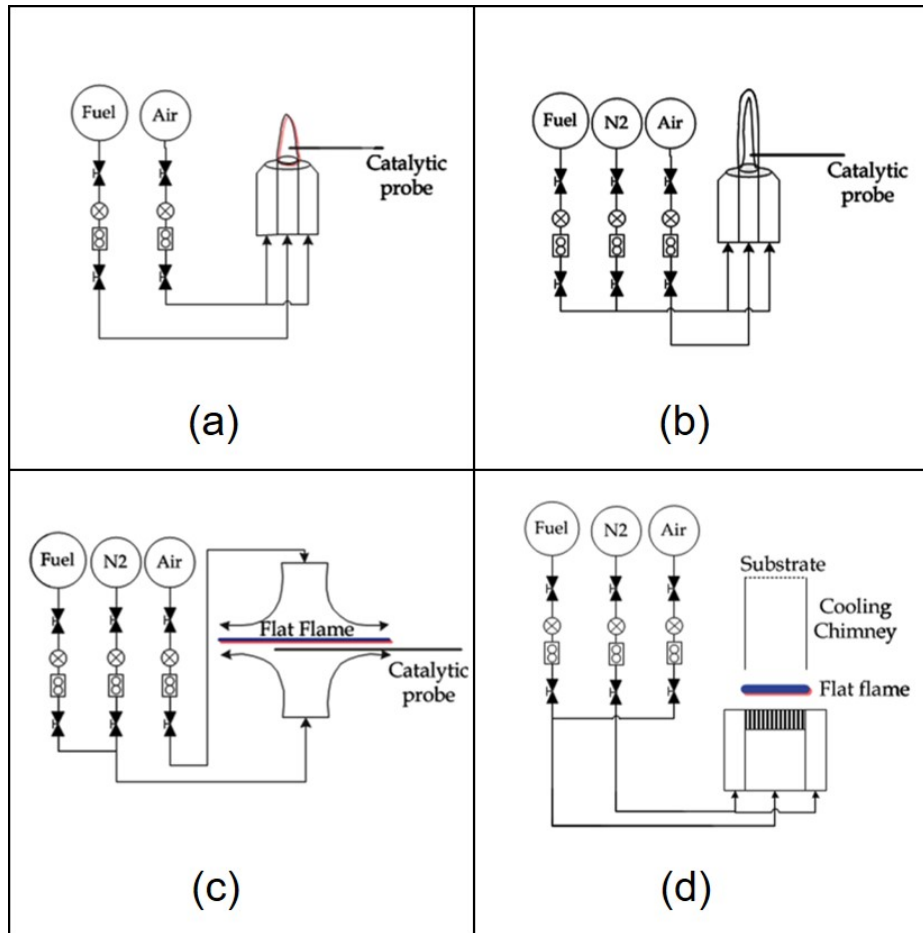 Fuel
Air
Catalytic
probe
(a)
Fuel
N2
Air
Catalytic
probe
(b)
Fuel
N2
Air
Flat Flame
Catalytic
probe
(c)
Fuel
N2
Air
Substrate
Cooling
Chimney
Flat flame
(d)